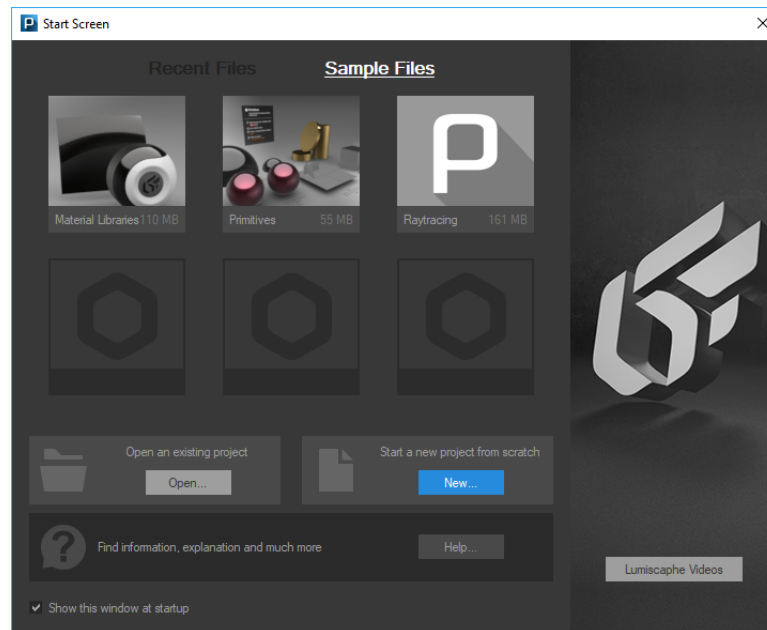 Start Screen
Recent Files Sample Files
Material Libraries 110 MB Primitives 55 MB Raytracing 161 MB
Open an existing project Start a new project from scratch
Open... New...
Find information, explanation and much more Help...
Lumiscaphe Videos
Show this window at startup